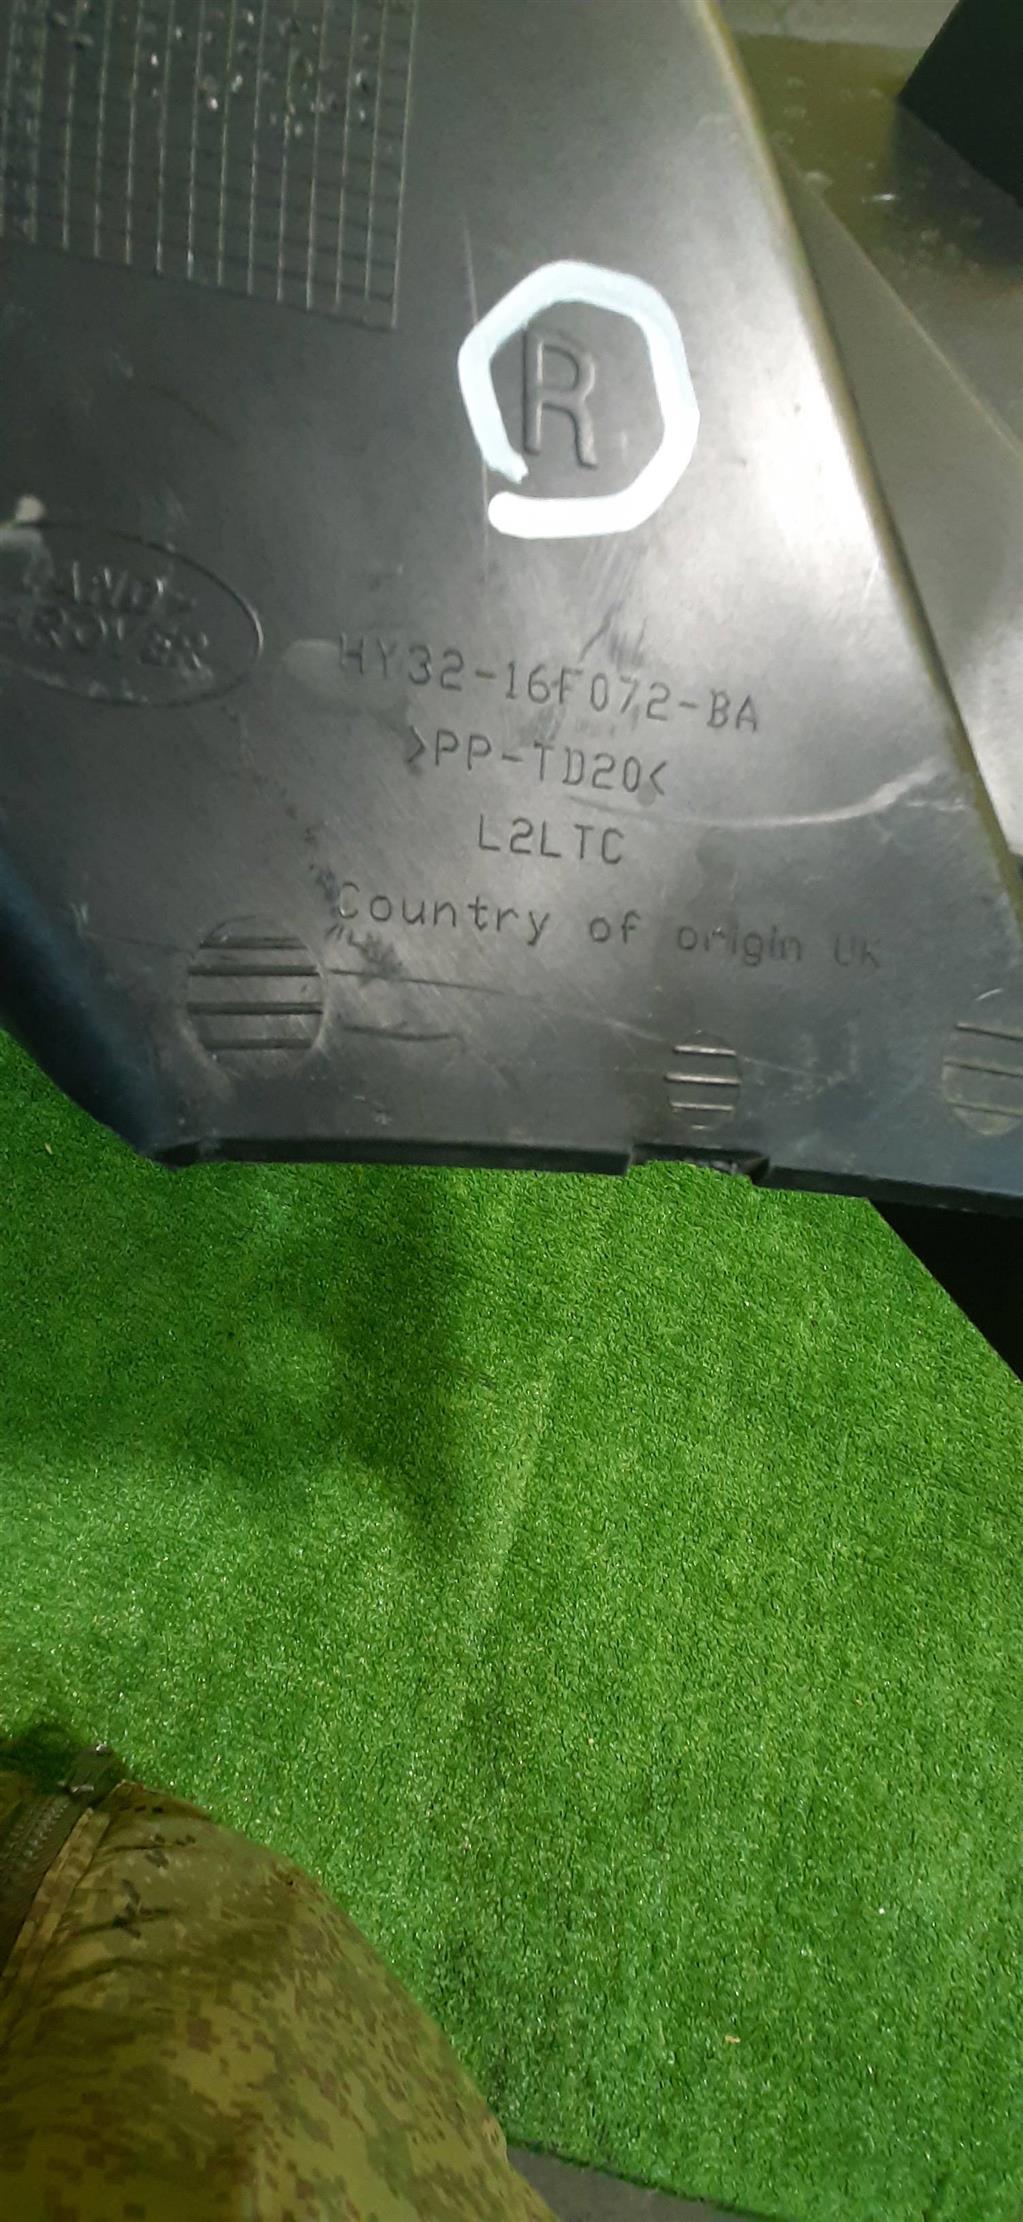 R
LAND-
ROVER
HY32-16F072-BA
>PP-TD20<
L2LTC
Country of origin UK